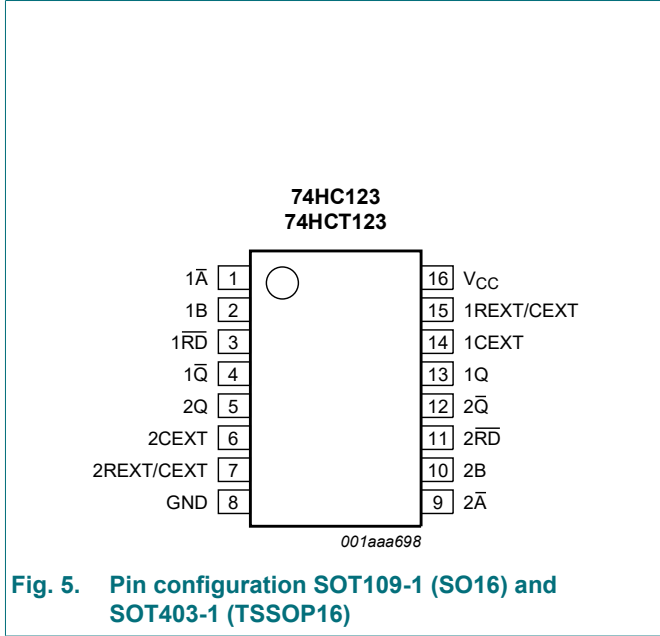 74HC123
74HCT123
1A̅ 1
1B 2
1R̅D̅ 3
1Q̅ 4
2Q 5
2CEXT 6
2REXT/CEXT 7
GND 8
16 VCC
15 1REXT/CEXT
14 1CEXT
13 1Q
12 2Q̅
11 2R̅D̅
10 2B
9 2A̅
001aaa698
Fig. 5. Pin configuration SOT109-1 (SO16) and
SOT403-1 (TSSOP16)